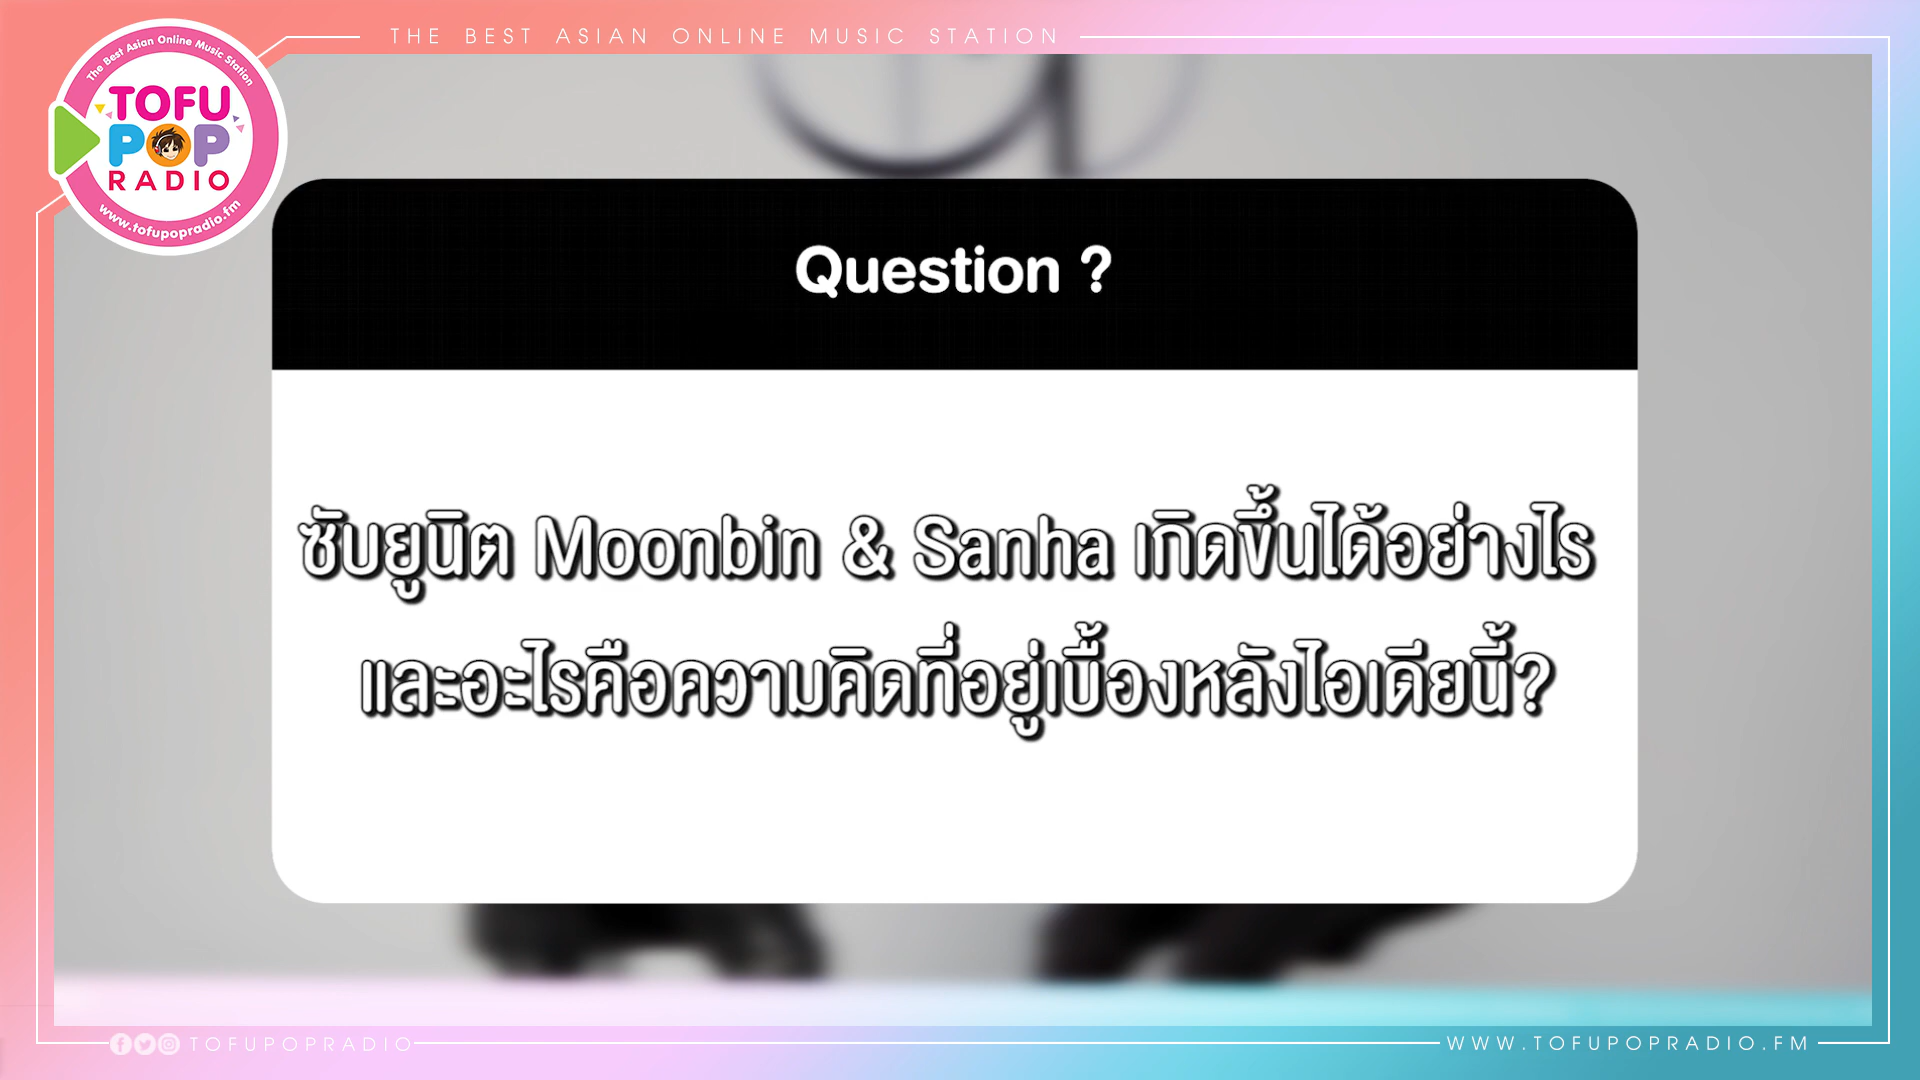 THE BEST ASIAN ONLINE MUSIC STATION
The Best Asian Online Music Station
TOFU
POP
RADIO
www.tofupopradio.fm
Question ?
ซับยูนิต Moonbin & Sanha เกิดขึ้นได้อย่างไร
และอะไรคือความคิดที่อยู่เบื้องหลังไอเดียนี้?
TOFUPOPRADIO
WWW.TOFUPOPRADIO.FM